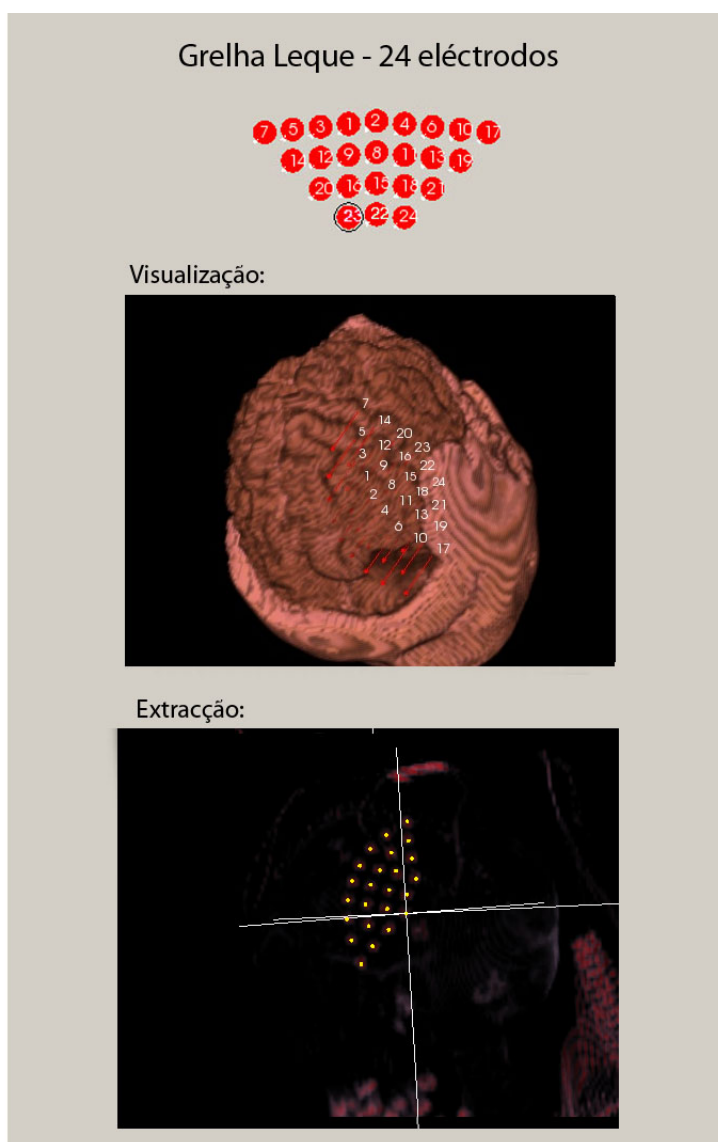 Grelha Leque - 24 eléctrodos
7 5 3 1 2 4 6 10 17
14 12 9 8 11 13 19
20 16 15 18 21
23 22 24
Visualização:
7
14
5 20
12 23
3 16
9 22
1 15 24
8 18
2 11 21
4 13
6 19
10
17
Extracção: